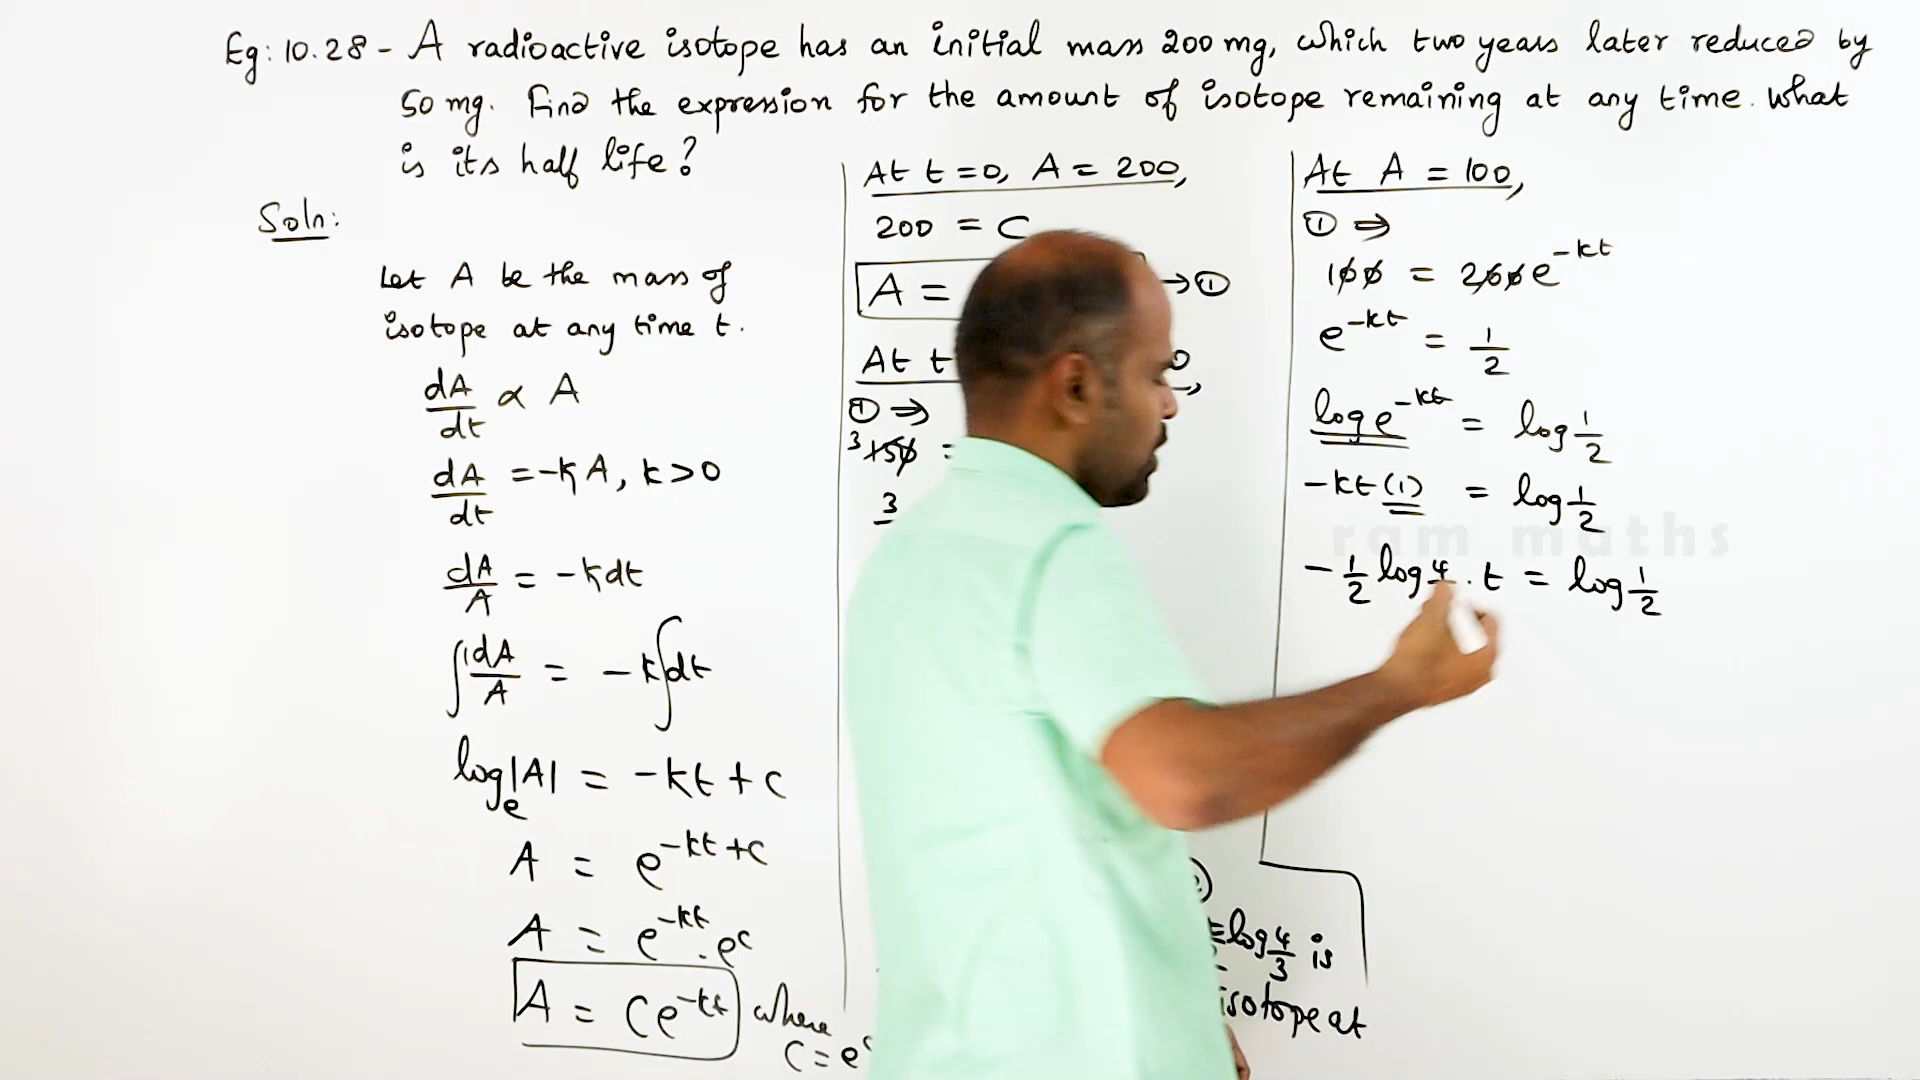 Eg: 10.28 - A radioactive isotope has an initial mass 200 mg, which two years later reduced by
50 mg. Find the expression for the amount of isotope remaining at any time. What
is its half life?
Soln:
Let A be the mass of
isotope at any time t.
dA/dt ∝ A
dA/dt = -kA, k>0
dA/A = -kdt
∫dA/A = -k∫dt
log_e|A| = -kt + c
A = e^(-kt+c)
A = e^(-kt) . e^c
A = Ce^(-kt) where
C = e^c
At t=0, A = 200,
200 = C
A = → ①
At t
① ⇒
3 150 =
3
log 4/3 is
isotope at
At A = 100,
① ⇒
100 = 200e^(-kt)
e^(-kt) = 1/2
log e^(-kt) = log 1/2
-kt(1) = log 1/2
-1/2 log 4 . t = log 1/2
ram maths